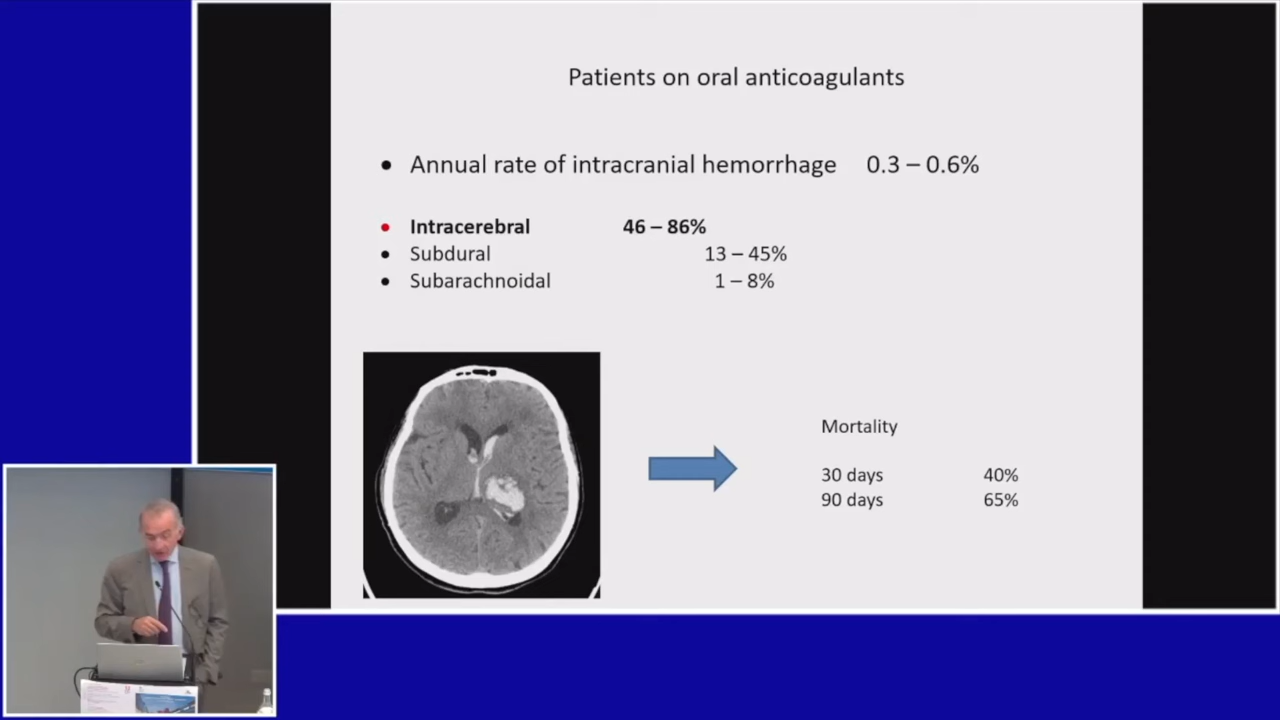 Patients on oral anticoagulants
• Annual rate of intracranial hemorrhage 0.3 – 0.6%
• Intracerebral 46 – 86%
• Subdural 13 – 45%
• Subarachnoidal 1 – 8%
Mortality
30 days 40%
90 days 65%